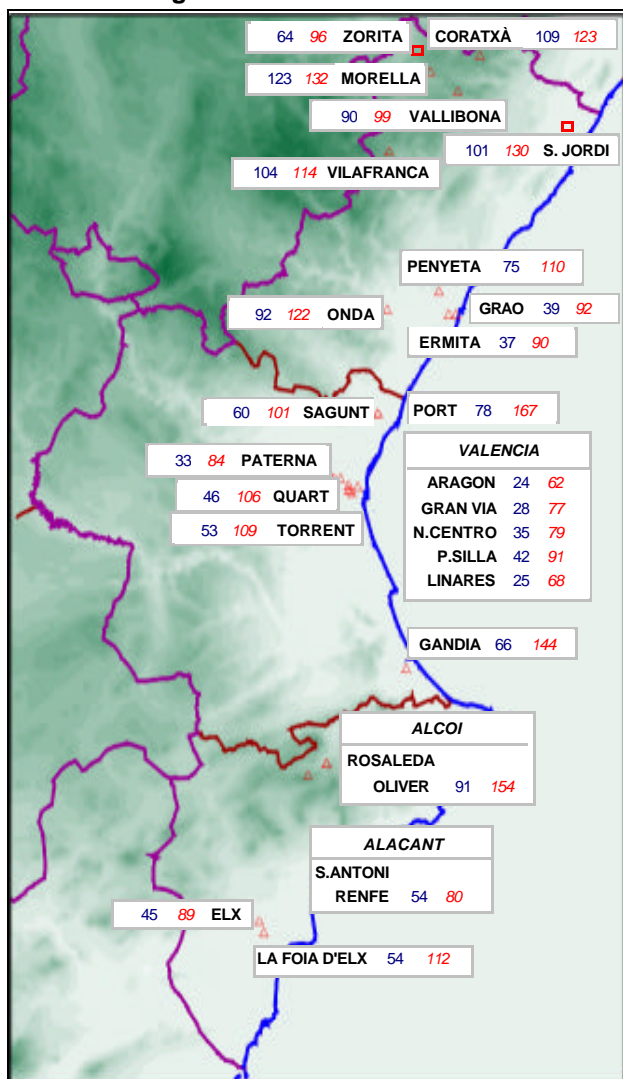 64 96 ZORITA
CORATXÀ 109 123
123 132 MORELLA
90 99 VALLIBONA
101 130 S. JORDI
104 114 VILAFRANCA
PENYETA 75 110
92 122 ONDA
GRAO 39 92
ERMITA 37 90
60 101 SAGUNT
PORT 78 167
VALENCIA
ARAGON 24 62
GRAN VIA 28 77
N.CENTRO 35 79
P.SILLA 42 91
LINARES 25 68
33 84 PATERNA
46 106 QUART
53 109 TORRENT
GANDIA 66 144
ALCOI
ROSALEDA
OLIVER 91 154
ALACANT
S.ANTONI
RENFE 54 80
45 89 ELX
LA FOIA D'ELX 54 112